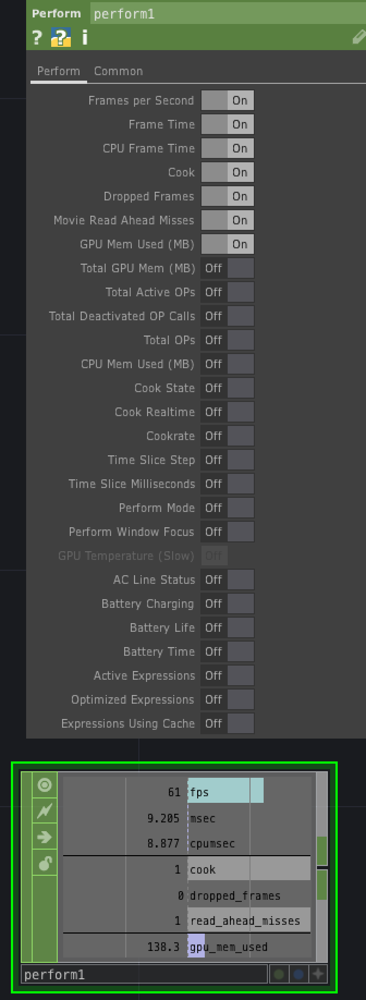 Perform perform1
? ? i
Perform Common
Frames per Second On
Frame Time On
CPU Frame Time On
Cook On
Dropped Frames On
Movie Read Ahead Misses On
GPU Mem Used (MB) On
Total GPU Mem (MB) Off
Total Active OPs Off
Total Deactivated OP Calls Off
Total OPs Off
CPU Mem Used (MB) Off
Cook State Off
Cook Realtime Off
Cookrate Off
Time Slice Step Off
Time Slice Milliseconds Off
Perform Mode Off
Perform Window Focus Off
GPU Temperature (Slow) Off
AC Line Status Off
Battery Charging Off
Battery Life Off
Battery Time Off
Active Expressions Off
Optimized Expressions Off
Expressions Using Cache Off
61 fps
9.205 msec
8.877 cpumsec
1 cook
0 dropped_frames
1 read_ahead_misses
138.3 gpu_mem_used
perform1